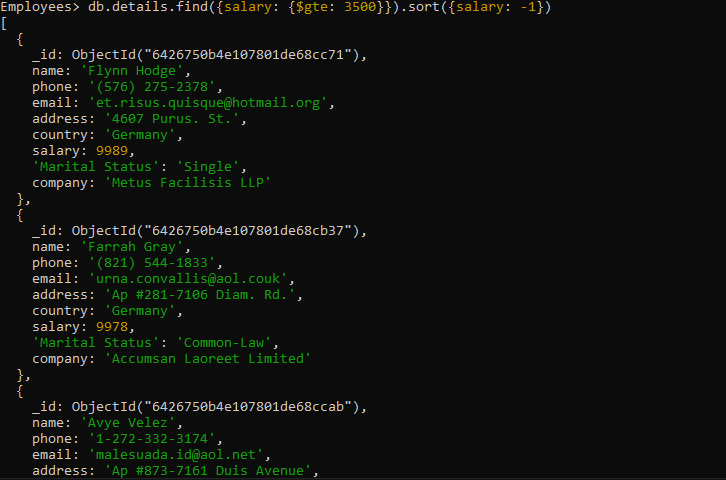 Employees> db.details.find({salary: {$gte: 3500}}).sort({salary: -1})
[
  {
    _id: ObjectId("6426750b4e107801de68cc71"),
    name: 'Flynn Hodge',
    phone: '(576) 275-2378',
    email: 'et.risus.quisque@hotmail.org',
    address: '4607 Purus. St.',
    country: 'Germany',
    salary: 9989,
    'Marital Status': 'Single',
    company: 'Metus Facilisis LLP'
  },
  {
    _id: ObjectId("6426750b4e107801de68cb37"),
    name: 'Farrah Gray',
    phone: '(821) 544-1833',
    email: 'urna.convallis@aol.couk',
    address: 'Ap #281-7106 Diam. Rd.',
    country: 'Germany',
    salary: 9978,
    'Marital Status': 'Common-Law',
    company: 'Accumsan Laoreet Limited'
  },
  {
    _id: ObjectId("6426750b4e107801de68ccab"),
    name: 'Avye Velez',
    phone: '1-272-332-3174',
    email: 'malesuada.id@aol.net',
    address: 'Ap #873-7161 Duis Avenue',